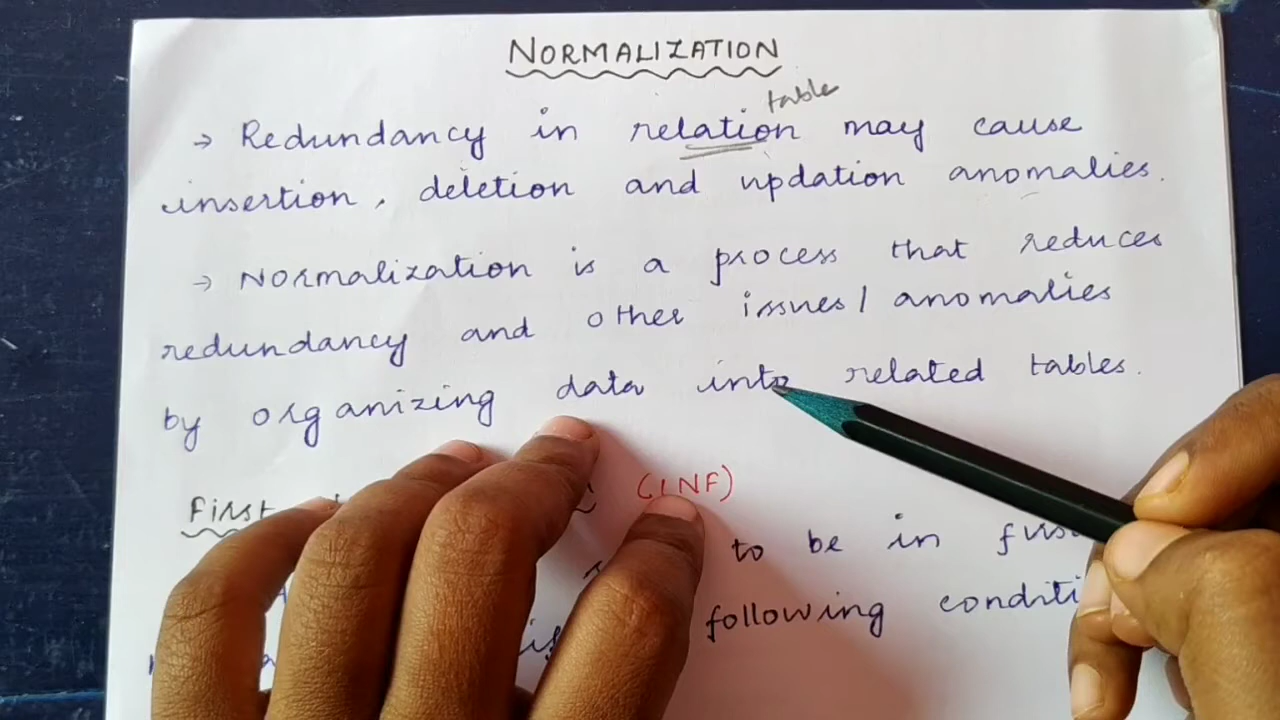 NORMALIZATION
table
→ Redundancy in relation may cause
insertion, deletion and updation anomalies.
→ Normalization is a process that reduces
redundancy and other issues/ anomalies
by organizing data into related tables.
First (1NF)
to be in
following